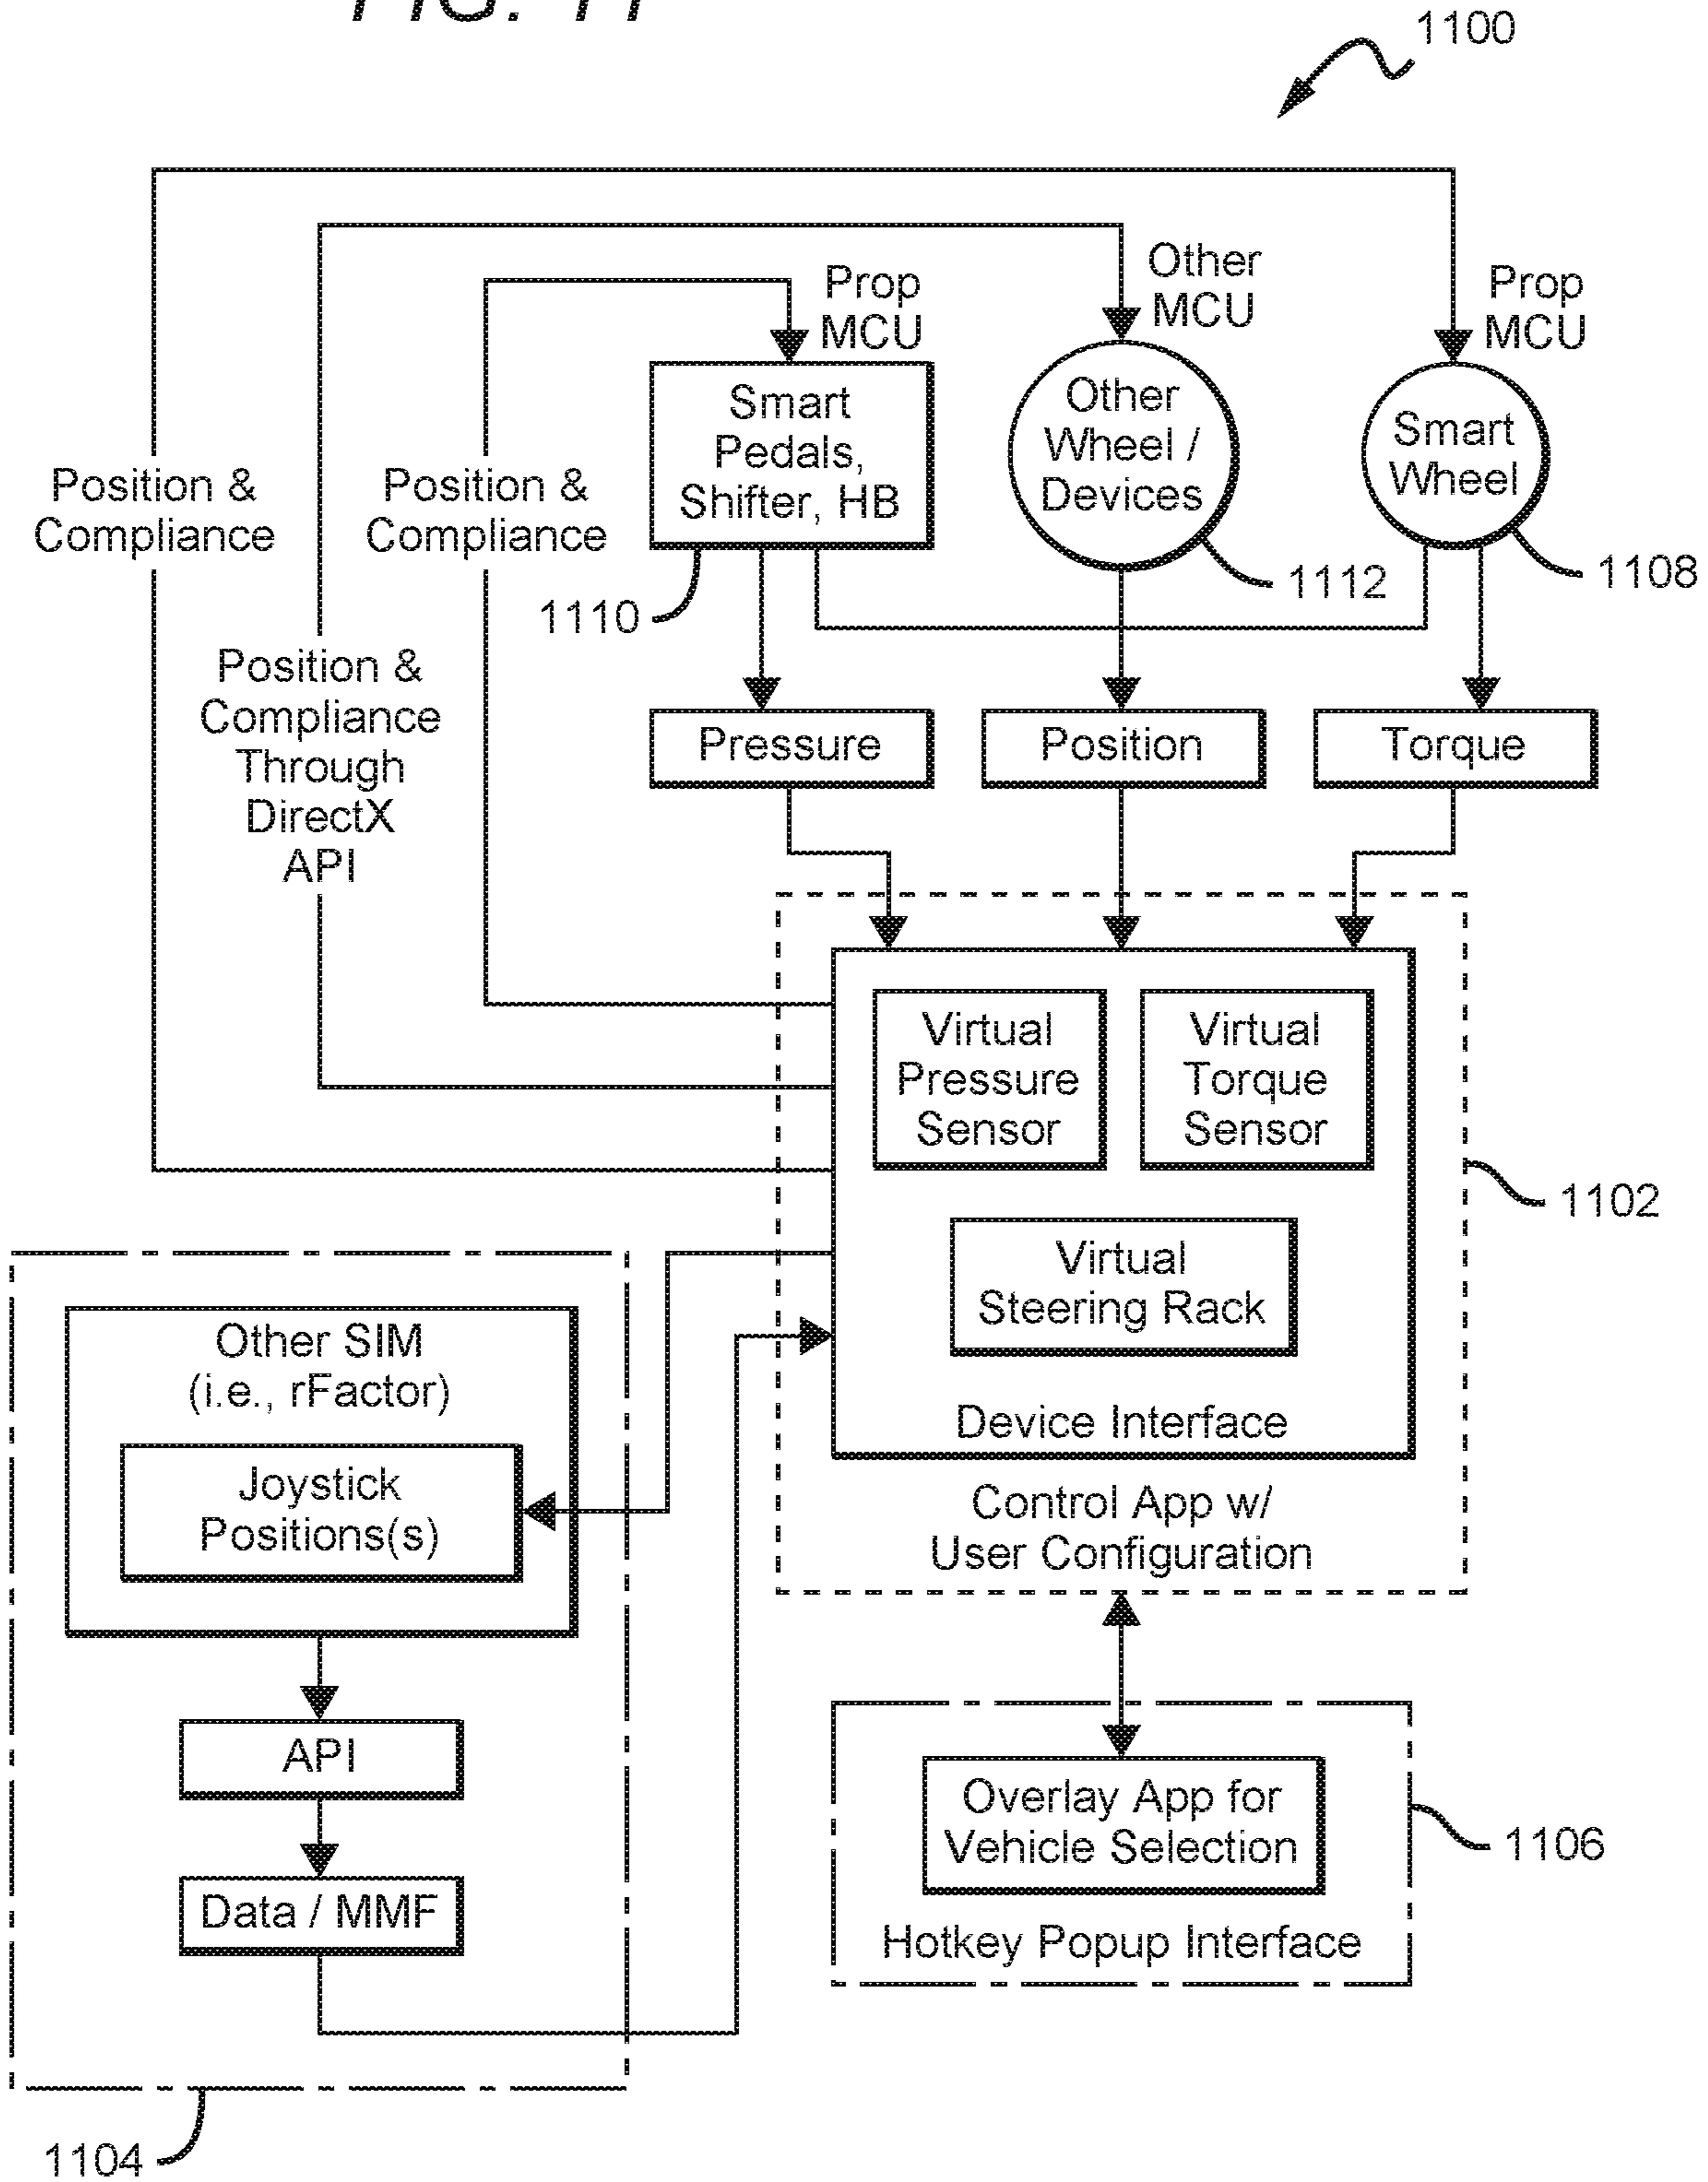 FIG. 11
1100
Prop
MCU
Other
MCU
Prop
MCU
Smart
Pedals,
Shifter, HB
Other
Wheel /
Devices
Smart
Wheel
Position &
Compliance
Position &
Compliance
1110
1112
1108
Position &
Compliance
Through
DirectX
API
Pressure
Position
Torque
Virtual
Pressure
Sensor
Virtual
Torque
Sensor
1102
Virtual
Steering Rack
Device Interface
Control App w/
User Configuration
Other SIM
(i.e., rFactor)
Joystick
Positions(s)
API
Data / MMF
Overlay App for
Vehicle Selection
1106
Hotkey Popup Interface
1104